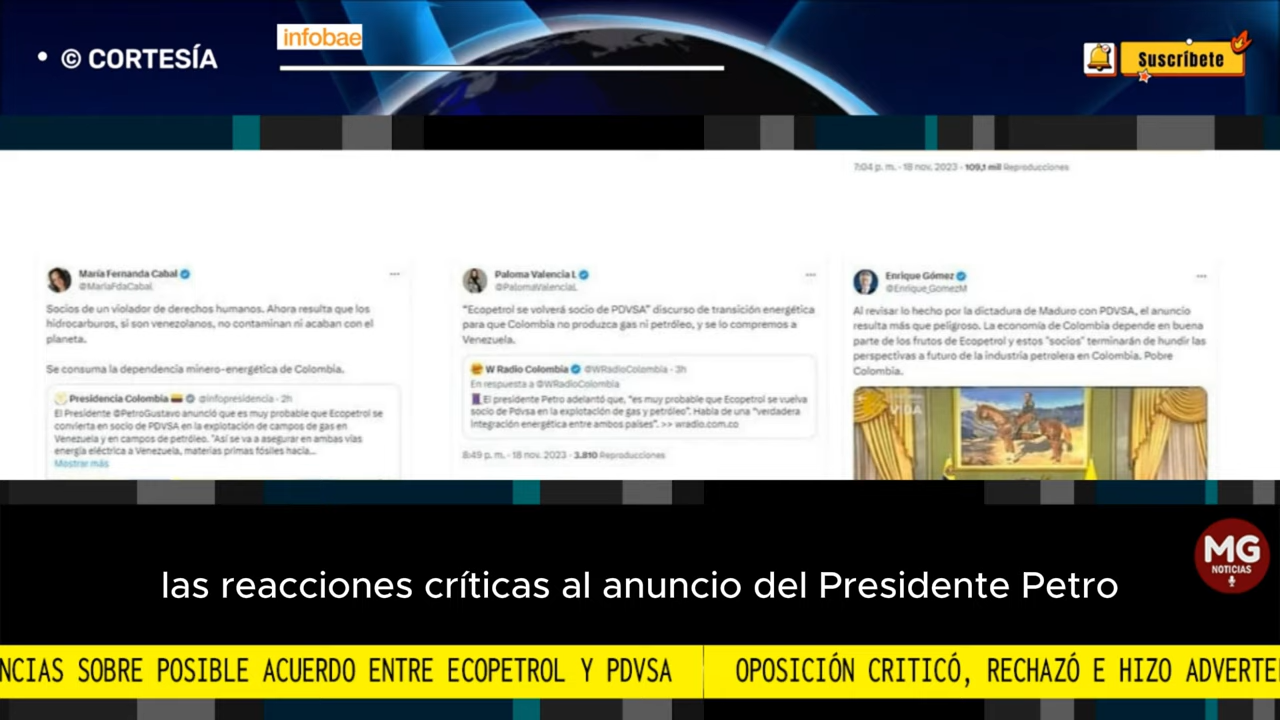 • © CORTESÍA
infobae
Suscríbete
7:04 p. m. · 18 nov. 2023 · 109,1 mil Reproducciones
María Fernanda Cabal
@MariaFdaCabal
Socios de un violador de derechos humanos. Ahora resulta que los
hidrocarburos, si son venezolanos, no contaminan ni acaban con el
planeta.
Se consuma la dependencia minero-energética de Colombia.
Presidencia Colombia @infopresidencia · 2h
El Presidente @PetroGustavo anunció que es muy probable que Ecopetrol se
convierta en socio de PDVSA en la explotación de campos de gas en
Venezuela y en campos de petróleo. "Así se va a asegurar en ambas vías
energía eléctrica a Venezuela, materias primas fósiles hacia...
Mostrar más
Paloma Valencia L
@PalomaValenciaL
"Ecopetrol se volverá socio de PDVSA" discurso de transición energética
para que Colombia no produzca gas ni petróleo, y se lo compremos a
Venezuela.
W Radio Colombia @WRadioColombia · 3h
En respuesta a @WRadioColombia
El presidente Petro adelantó que, "es muy probable que Ecopetrol se vuelva
socio de Pdvsa en la explotación de gas y petróleo". Habla de una "verdadera
integración energética entre ambos países". >> wradio.com.co
8:49 p. m. · 18 nov. 2023 · 3.810 Reproducciones
Enrique Gómez
@Enrique_GomezM
Al revisar lo hecho por la dictadura de Maduro con PDVSA, el anuncio
resulta más que peligroso. La economía de Colombia depende en buena
parte de los frutos de Ecopetrol y estos "socios" terminarán de hundir las
perspectivas a futuro de la industria petrolera en Colombia. Pobre
Colombia.
VIDA
MG
NOTICIAS
las reacciones críticas al anuncio del Presidente Petro
NCIAS SOBRE POSIBLE ACUERDO ENTRE ECOPETROL Y PDVSA
OPOSICIÓN CRITICÓ, RECHAZÓ E HIZO ADVERTE